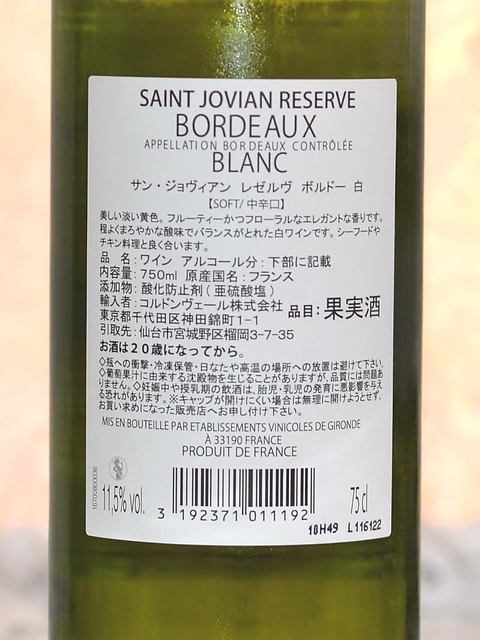 SAINT JOVIAN RESERVE
BORDEAUX
APPELLATION BORDEAUX CONTRÔLÉE
BLANC
サン・ジョヴィアン レゼルヴ ボルドー 白
【SOFT/ 中辛口】
美しい淡い黄色。フルーティーかつフローラルなエレガントな香りです。
程よくまろやかな酸味でバランスがとれた白ワインです。シーフードや
チキン料理と良く合います。
品 名:ワイン アルコール分:下部に記載
内容量:750ml 原産国名:フランス
添加物:酸化防止剤(亜硫酸塩)
輸入者:コルドンヴェール株式会社 品目:果実酒
東京都千代田区神田錦町1-1
引取先:仙台市宮城野区榴岡3-7-35
お酒は20歳になってから。
◇瓶への衝撃・冷凍保管・日なたや高温の場所への放置は避けて下さい。
◇葡萄果汁に由来する沈殿物を生じることがありますが、品質には問題あ
りません。◇妊娠中や授乳期の飲酒は、胎児・乳児の発育に悪影響を与え
る恐れがあります。※キャップが開けにくい場合は無理に開けようとせず、
お買い求めになった販売店へお申し付け下さい。
MIS EN BOUTEILLE PAR ETABLISSEMENTS VINICOLES DE GIRONDE
À 33190 FRANCE
PRODUIT DE FRANCE
11,5% vol.
75 cl
3 192371 011192
18H49 L116122